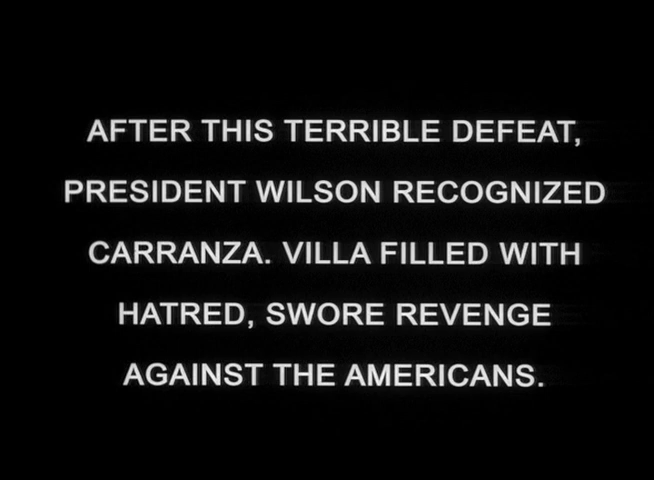 AFTER THIS TERRIBLE DEFEAT,
PRESIDENT WILSON RECOGNIZED
CARRANZA. VILLA FILLED WITH
HATRED, SWORE REVENGE
AGAINST THE AMERICANS.